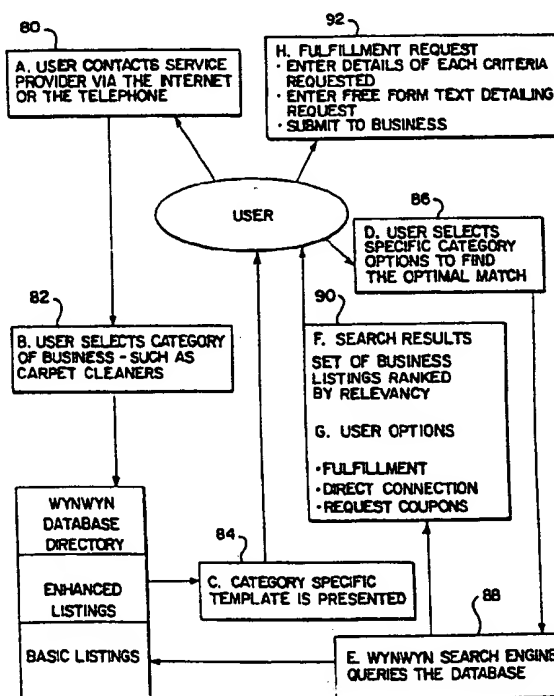 80
A. USER CONTACTS SERVICE
PROVIDER VIA THE INTERNET
OR THE TELEPHONE
92
H. FULFILLMENT REQUEST
· ENTER DETAILS OF EACH CRITERIA
REQUESTED
· ENTER FREE FORM TEXT DETAILING
REQUEST
· SUBMIT TO BUSINESS
USER
86
D. USER SELECTS
SPECIFIC CATEGORY
OPTIONS TO FIND
THE OPTIMAL MATCH
82
B. USER SELECTS CATEGORY
OF BUSINESS - SUCH AS
CARPET CLEANERS
90
F. SEARCH RESULTS
SET OF BUSINESS
LISTINGS RANKED
BY RELEVANCY
G. USER OPTIONS
· FULFILLMENT
· DIRECT CONNECTION
· REQUEST COUPONS
WYNWYN
DATABASE
DIRECTORY
ENHANCED
LISTINGS
BASIC LISTINGS
84
C. CATEGORY SPECIFIC
TEMPLATE IS PRESENTED
88
E. WYNWYN SEARCH ENGINE
QUERIES THE DATABASE